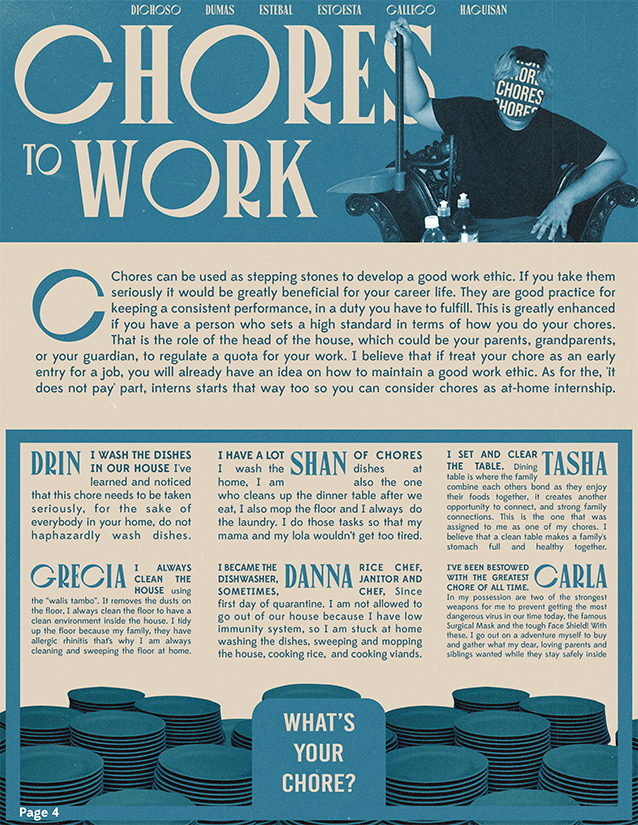 DICHOSO DUMAS ESTEBAL ESTOESTA GALLEGO HAGUISAN
CHORES
TO WORK
CHORES
CHORES
C Chores can be used as stepping stones to develop a good work ethic. If you take them
seriously it would be greatly beneficial for your career life. They are good practice for
keeping a consistent performance, in a duty you have to fulfill. This is greatly enhanced
if you have a person who sets a high standard in terms of how you do your chores.
That is the role of the head of the house, which could be your parents, grandparents,
or your guardian, to regulate a quota for your work. I believe that if treat your chore as an early
entry for a job, you will already have an idea on how to maintain a good work ethic. As for the, 'it
does not pay' part, interns starts that way too so you can consider chores as at-home internship.
DRIN
I WASH THE DISHES
IN OUR HOUSE I've
learned and noticed
that this chore needs to be taken
seriously, for the sake of
everybody in your home, do not
haphazardly wash dishes.
SHAN
I HAVE A LOT OF CHORES
I wash the dishes at
home, I am also the one
who cleans up the dinner table after we
eat, I also mop the floor and I always do
the laundry. I do those tasks so that my
mama and my lola wouldn't get too tired.
TASHA
I SET AND CLEAR
THE TABLE. Dining
table is where the family
combine each others bond as they enjoy
their foods together, it creates another
opportunity to connect, and strong family
connections. This is the one that was
assigned to me as one of my chores. I
believe that a clean table makes a family's
stomach full and healthy together.
GRECIA
I ALWAYS
CLEAN THE
HOUSE using
the "walis tambo". It removes the dusts on
the floor, I always clean the floor to have a
clean environment inside the house. I tidy
up the floor because my family, they have
allergic rhinitis that's why I am always
cleaning and sweeping the floor at home.
DANNA
I BECAME THE RICE CHEF,
DISHWASHER, JANITOR AND
SOMETIMES, CHEF, Since
first day of quarantine. I am not allowed to
go out of our house because I have low
immunity system, so I am stuck at home
washing the dishes, sweeping and mopping
the house, cooking rice, and cooking viands.
CARLA
I'VE BEEN BESTOWED
WITH THE GREATEST
CHORE OF ALL TIME.
In my possession are two of the strongest
weapons for me to prevent getting the most
dangerous virus in our time today, the famous
Surgical Mask and the tough Face Shield! With
these, I go out on a adventure myself to buy
and gather what my dear, loving parents and
siblings wanted while they stay safely inside
WHAT'S
YOUR
CHORE?
Page 4